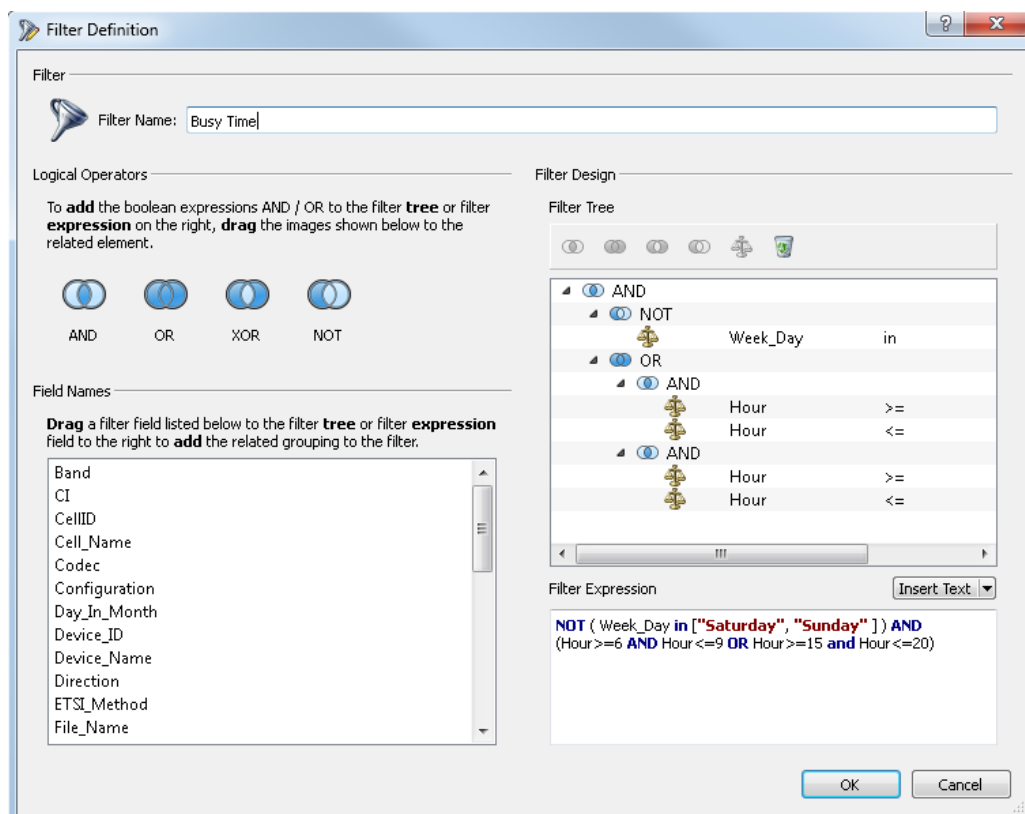 Filter Definition
Filter
Filter Name: Busy Time
Logical Operators
To add the boolean expressions AND / OR to the filter tree or filter
expression on the right, drag the images shown below to the
related element.
AND OR XOR NOT
Field Names
Drag a filter field listed below to the filter tree or filter expression
field to the right to add the related grouping to the filter.
Band
CI
CellID
Cell_Name
Codec
Configuration
Day_In_Month
Device_ID
Device_Name
Direction
ETSI_Method
File_Name
Filter Design
Filter Tree
AND
NOT
Week_Day in
OR
AND
Hour >=
Hour <=
AND
Hour >=
Hour <=
Filter Expression
Insert Text
NOT ( Week_Day in ["Saturday", "Sunday" ] ) AND
(Hour>=6 AND Hour<=9 OR Hour>=15 and Hour<=20)
OK Cancel